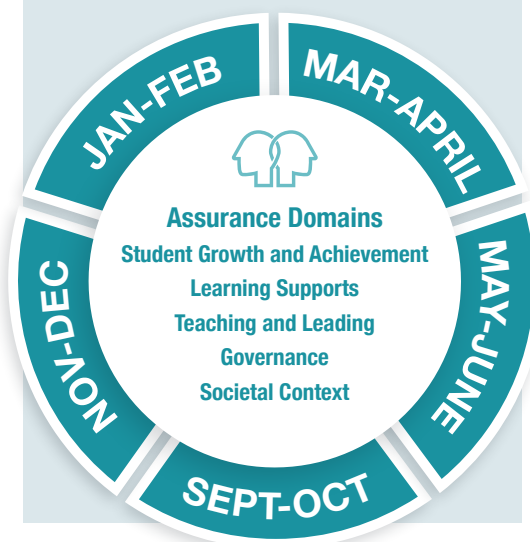 JAN-FEB
MAR-APRIL
Assurance Domains
Student Growth and Achievement
Learning Supports
Teaching and Leading
Governance
Societal Context
NOV-DEC
MAY-JUNE
SEPT-OCT